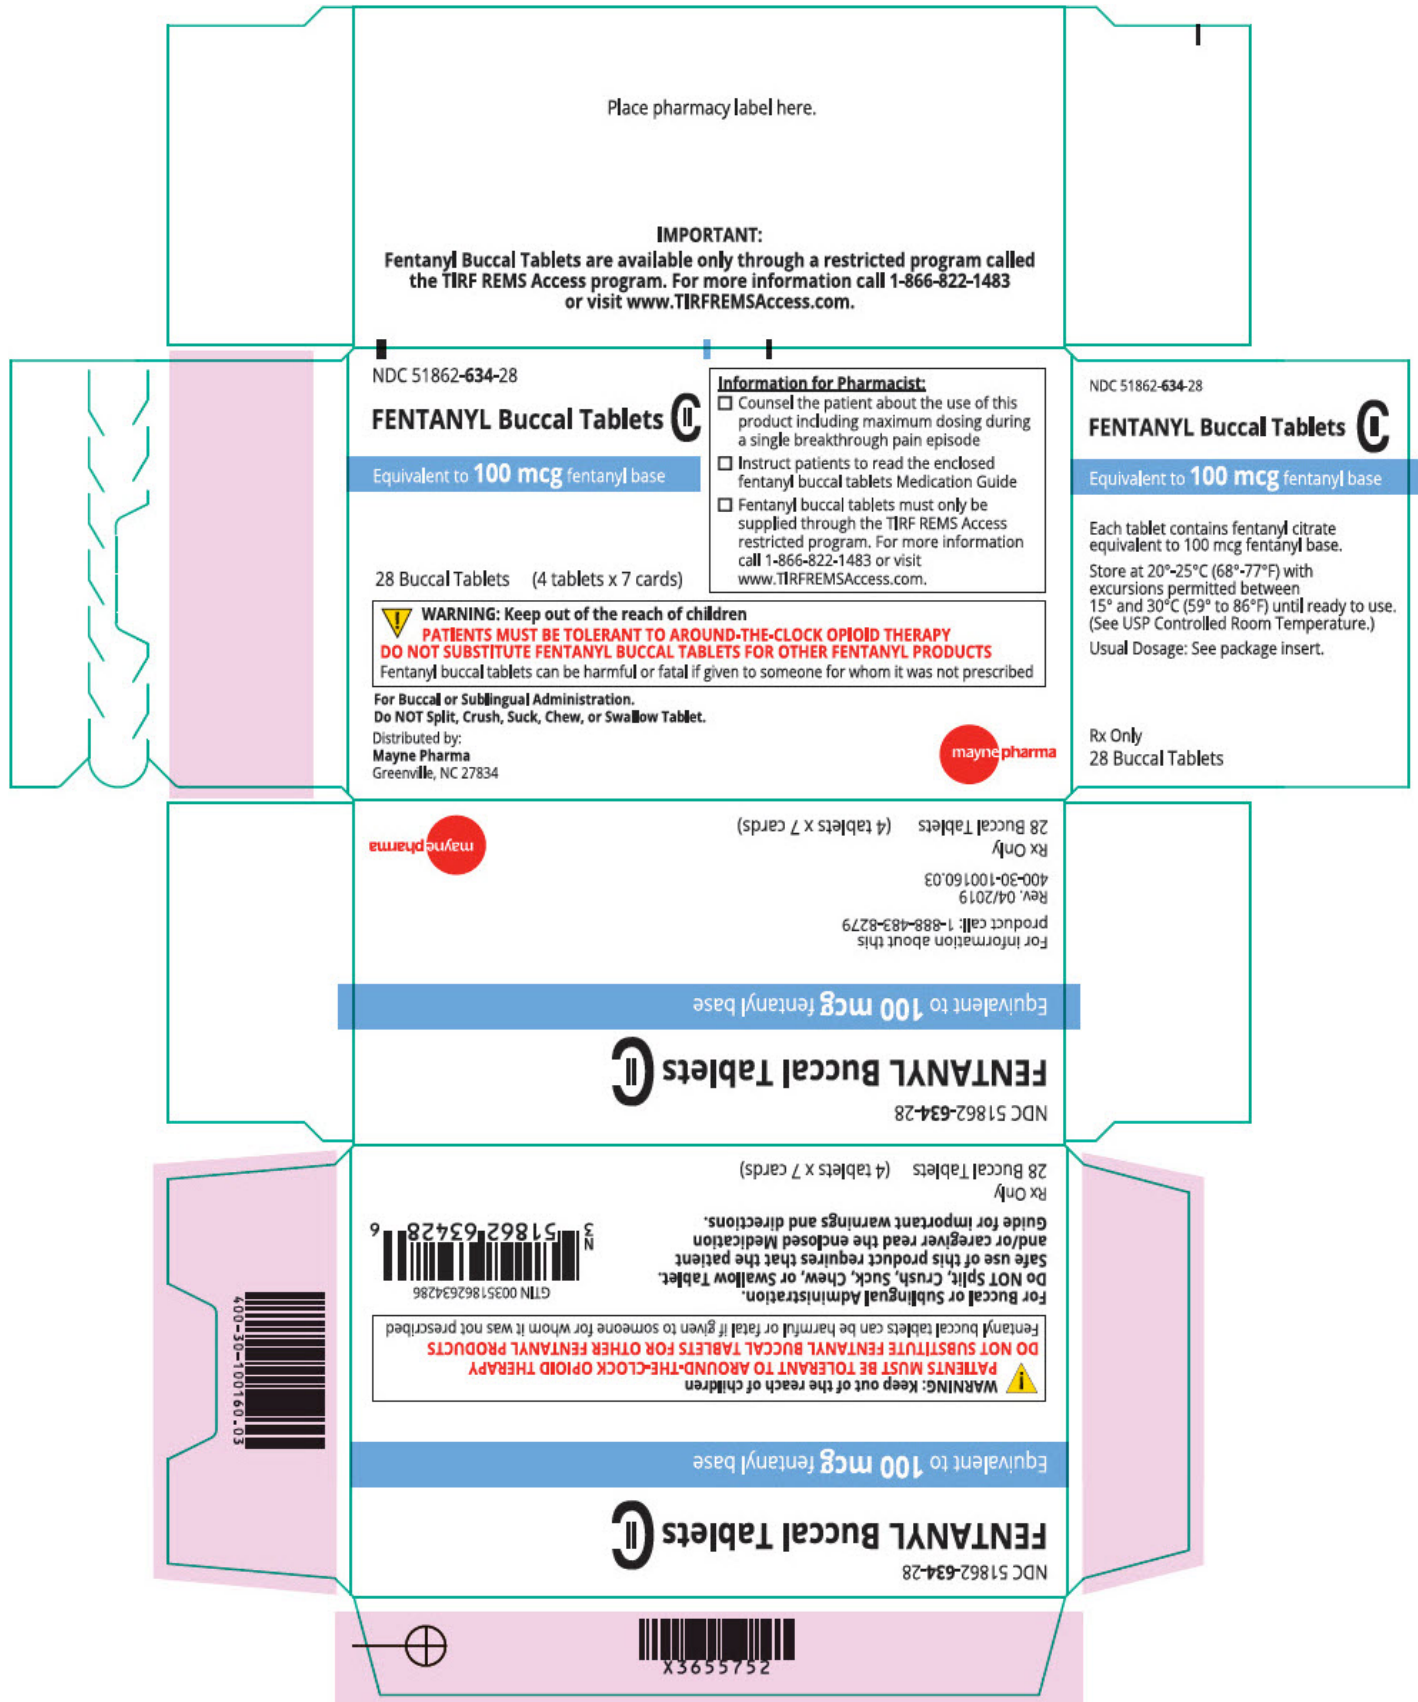 Place pharmacy label here.
IMPORTANT:
Fentanyl Buccal Tablets are available only through a restricted program called
the TIRF REMS Access program. For more information call 1-866-822-1483
or visit www.TIRFREMSAccess.com.
NDC 51862-634-28
FENTANYL Buccal Tablets CII
Equivalent to 100 mcg fentanyl base
28 Buccal Tablets (4 tablets x 7 cards)
Information for Pharmacist:
☐ Counsel the patient about the use of this
product including maximum dosing during
a single breakthrough pain episode
☐ Instruct patients to read the enclosed
fentanyl buccal tablets Medication Guide
☐ Fentanyl buccal tablets must only be
supplied through the TIRF REMS Access
restricted program. For more information
call 1-866-822-1483 or visit
www.TIRFREMSAccess.com.
WARNING: Keep out of the reach of children
PATIENTS MUST BE TOLERANT TO AROUND-THE-CLOCK OPIOID THERAPY
DO NOT SUBSTITUTE FENTANYL BUCCAL TABLETS FOR OTHER FENTANYL PRODUCTS
Fentanyl buccal tablets can be harmful or fatal if given to someone for whom it was not prescribed
For Buccal or Sublingual Administration.
Do NOT Split, Crush, Suck, Chew, or Swallow Tablet.
Distributed by:
Mayne Pharma
Greenville, NC 27834
maynepharma
NDC 51862-634-28
FENTANYL Buccal Tablets CII
Equivalent to 100 mcg fentanyl base
Each tablet contains fentanyl citrate
equivalent to 100 mcg fentanyl base.
Store at 20°-25°C (68°-77°F) with
excursions permitted between
15° and 30°C (59° to 86°F) until ready to use.
(See USP Controlled Room Temperature.)
Usual Dosage: See package insert.
Rx Only
28 Buccal Tablets
NDC 51862-634-28
FENTANYL Buccal Tablets CII
Equivalent to 100 mcg fentanyl base
For information about this
product call: 1-888-483-8279
Rev. 04/2019
400-30-100160.03
Rx Only
28 Buccal Tablets (4 tablets x 7 cards)
maynepharma
NDC 51862-634-28
FENTANYL Buccal Tablets CII
Equivalent to 100 mcg fentanyl base
WARNING: Keep out of the reach of children
PATIENTS MUST BE TOLERANT TO AROUND-THE-CLOCK OPIOID THERAPY
DO NOT SUBSTITUTE FENTANYL BUCCAL TABLETS FOR OTHER FENTANYL PRODUCTS
Fentanyl buccal tablets can be harmful or fatal if given to someone for whom it was not prescribed
For Buccal or Sublingual Administration.
Do NOT Split, Crush, Suck, Chew, or Swallow Tablet.
Safe use of this product requires that the patient
and/or caregiver read the enclosed Medication
Guide for important warnings and directions.
Rx Only
28 Buccal Tablets (4 tablets x 7 cards)
GTIN 00351862634286
N
3 51862 63428 6
400-30-100160.03
X3655752